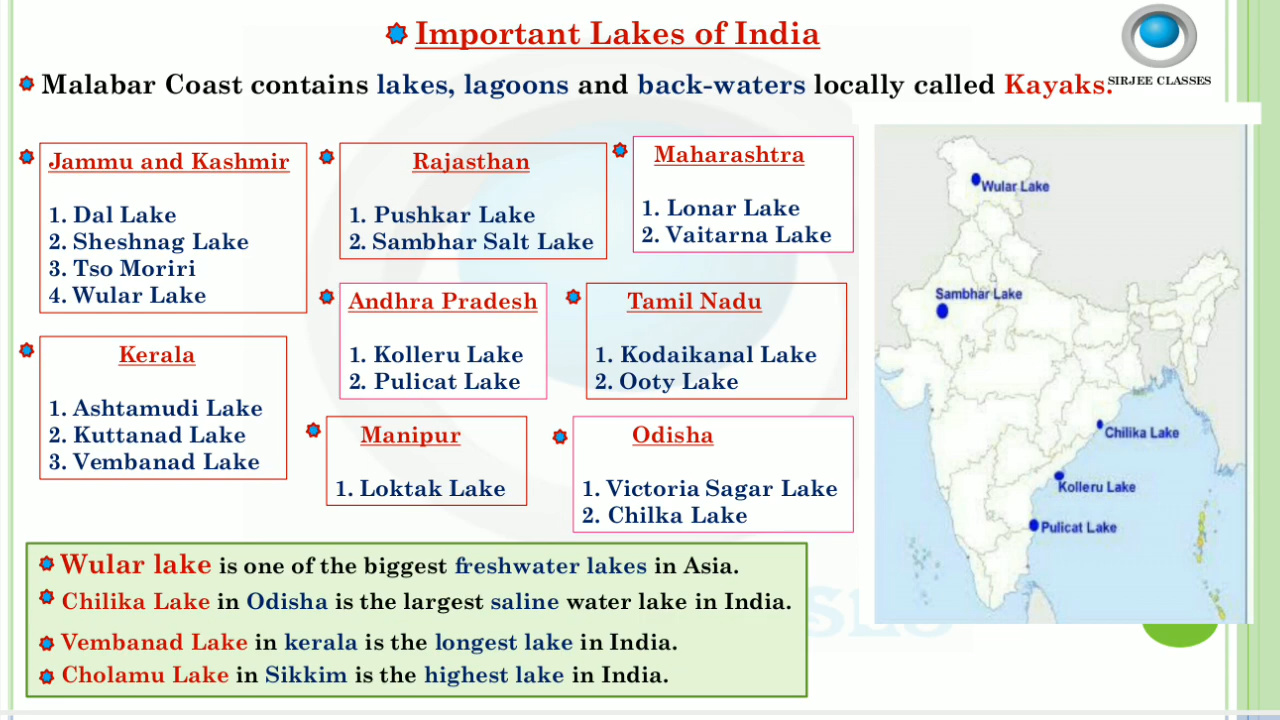 Important Lakes of India
SIRJEE CLASSES
Malabar Coast contains lakes, lagoons and back-waters locally called Kayaks.
Jammu and Kashmir
1. Dal Lake
2. Sheshnag Lake
3. Tso Moriri
4. Wular Lake
Rajasthan
1. Pushkar Lake
2. Sambhar Salt Lake
Maharashtra
1. Lonar Lake
2. Vaitarna Lake
Andhra Pradesh
1. Kolleru Lake
2. Pulicat Lake
Tamil Nadu
1. Kodaikanal Lake
2. Ooty Lake
Kerala
1. Ashtamudi Lake
2. Kuttanad Lake
3. Vembanad Lake
Manipur
1. Loktak Lake
Odisha
1. Victoria Sagar Lake
2. Chilka Lake
Wular Lake
Sambhar Lake
Chilika Lake
Kolleru Lake
Pulicat Lake
Wular lake is one of the biggest freshwater lakes in Asia.
Chilika Lake in Odisha is the largest saline water lake in India.
Vembanad Lake in kerala is the longest lake in India.
Cholamu Lake in Sikkim is the highest lake in India.